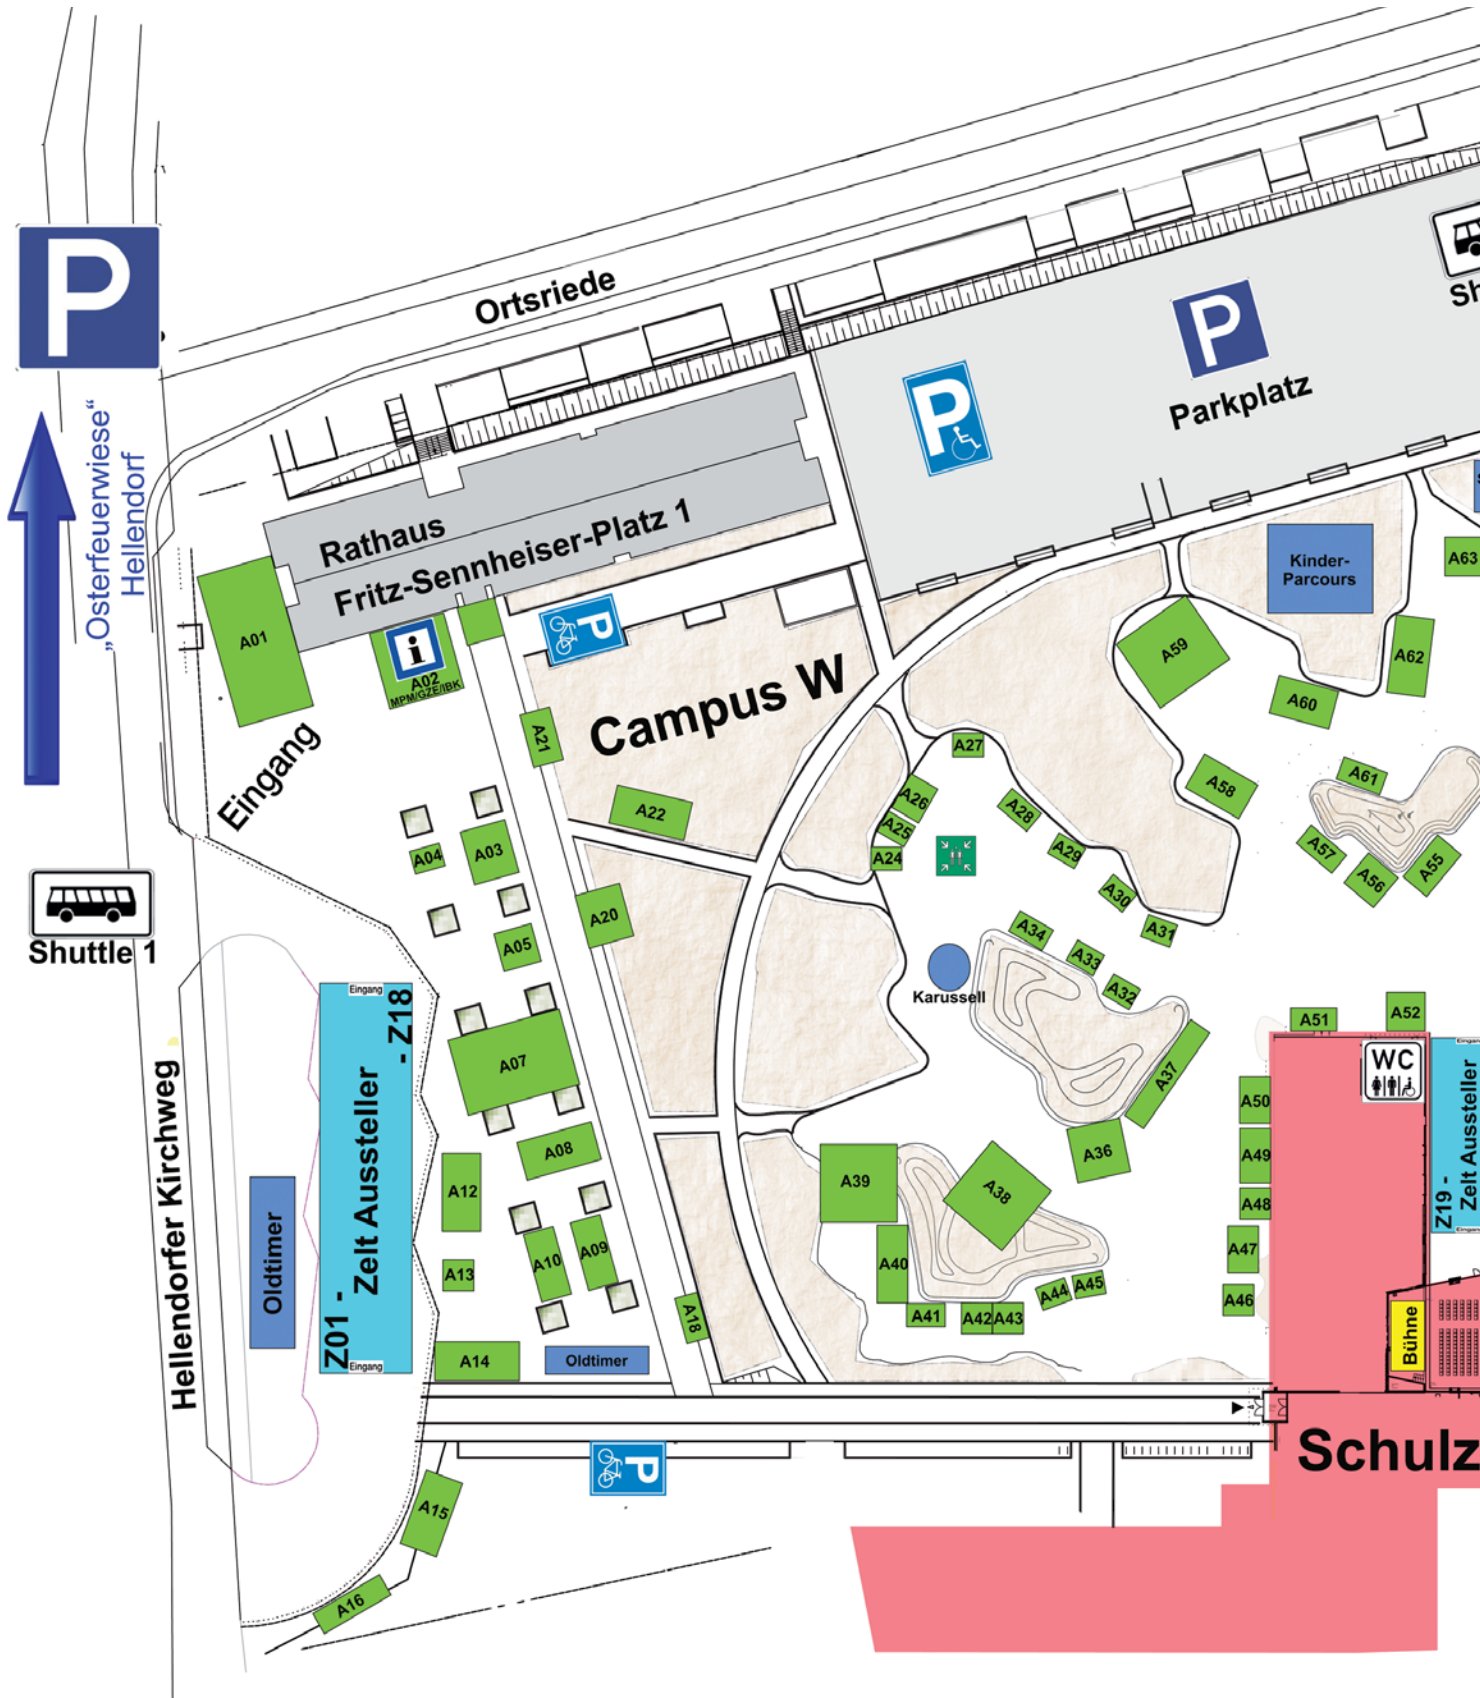 P
Ortsriede
Sh
P
Parkplatz
P
„Osterfeuerwiese“
Hellendorf
Rathaus
Fritz-Sennheiser-Platz 1
Kinder-
Parcours
A63
A01
i
A02
MPM/GZE/IBK
P
A59
A62
Campus W
A60
A21
A27
Eingang
A61
A58
A26
A22
A28
A25
A04
A03
A24
A29
A57
A56
A55
A30
A20
A31
A34
A05
Shuttle 1
A33
Karussell
A32
Eingang
Z01 -
Zelt Aussteller
- Z18
Eingang
A52
A51
WC
A07
A37
A50
Hellendorfer Kirchweg
Oldtimer
A08
A36
A49
Eingang
Z19 -
Zelt Aussteller
Eingang
A12
A39
A38
A48
A10
A09
A47
A13
A40
A45
A44
A46
A18
A41
A42
A43
Bühne
A14
Oldtimer
Schulz
P
A15
A16